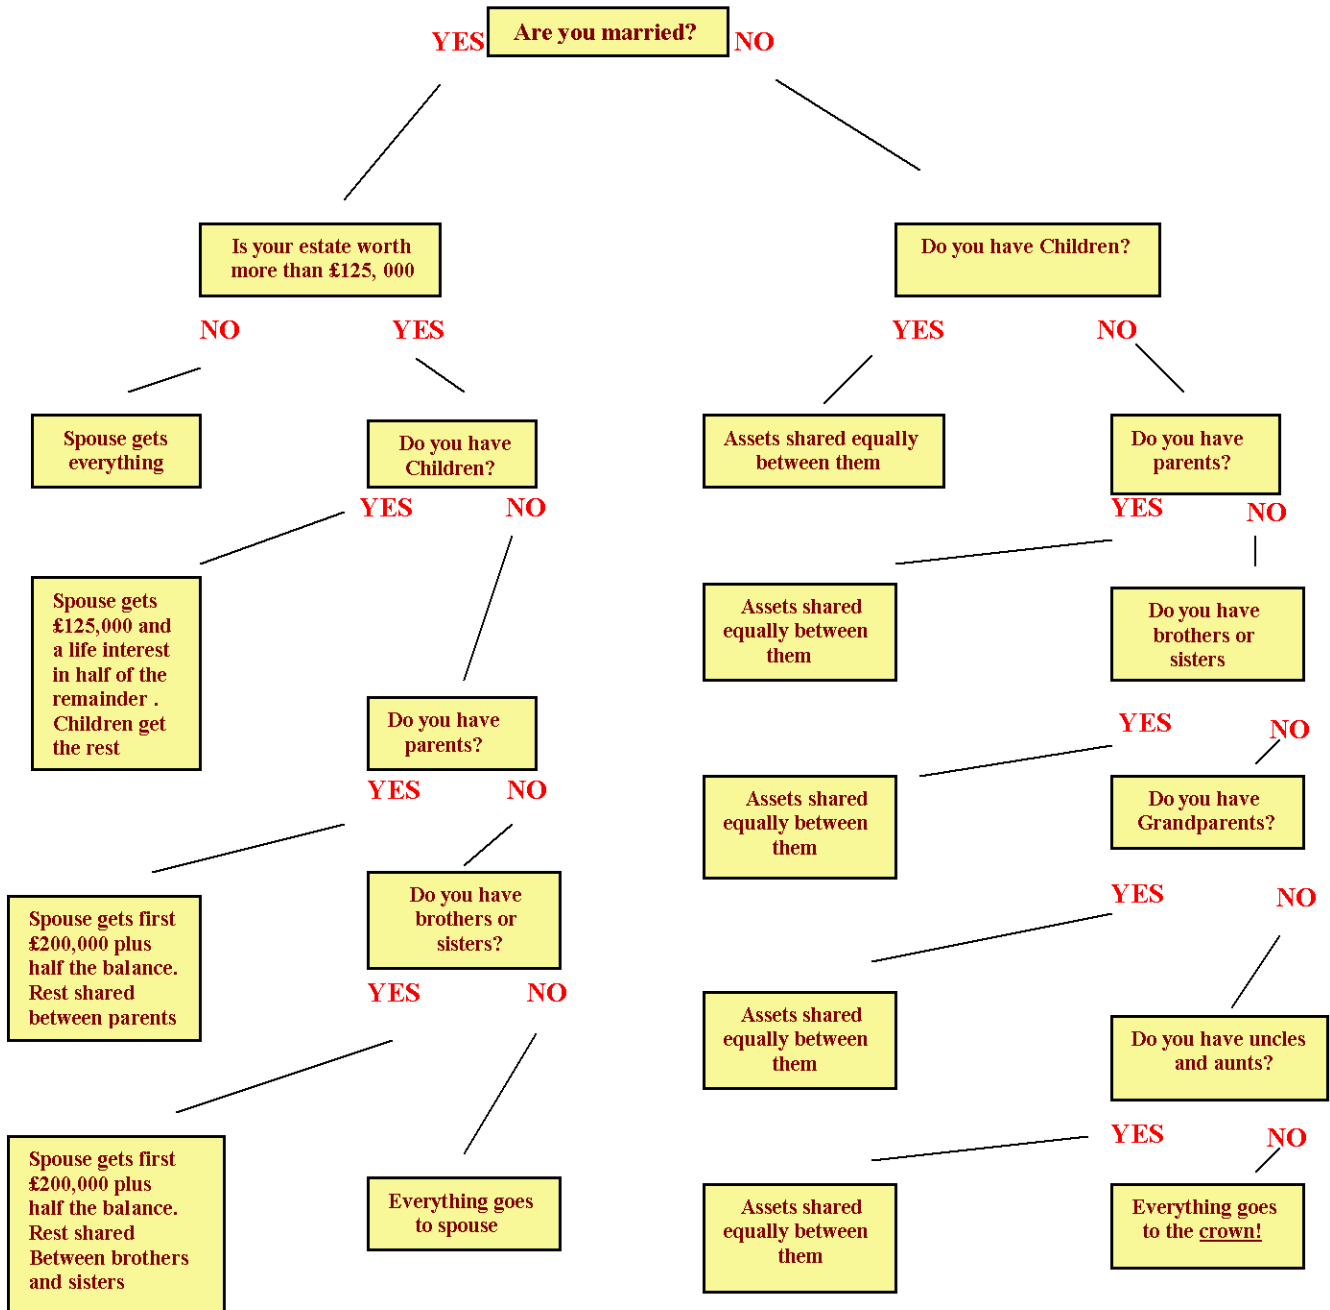 Are you married?
YES
NO
Is your estate worth
more than £125, 000
Do you have Children?
NO
YES
YES
NO
Spouse gets
everything
Do you have
Children?
Assets shared equally
between them
Do you have
parents?
YES
NO
YES
NO
Spouse gets
£125,000 and
a life interest
in half of the
remainder .
Children get
the rest
Assets shared
equally between
them
Do you have
brothers or
sisters
Do you have
parents?
YES
NO
YES
NO
Assets shared
equally between
them
Do you have
Grandparents?
Spouse gets first
£200,000 plus
half the balance.
Rest shared
between parents
Do you have
brothers or
sisters?
YES
NO
YES
NO
Assets shared
equally between
them
Do you have uncles
and aunts?
YES
NO
Spouse gets first
£200,000 plus
half the balance.
Rest shared
Between brothers
and sisters
Everything goes
to spouse
Assets shared
equally between
them
Everything goes
to the crown!